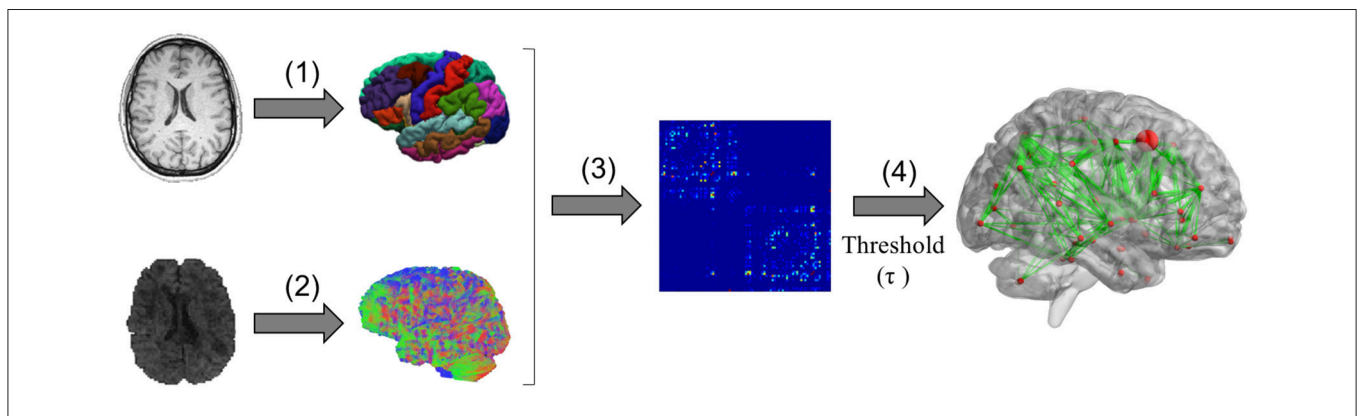 (1)
(2)
(3)
(4)
Threshold
(τ )